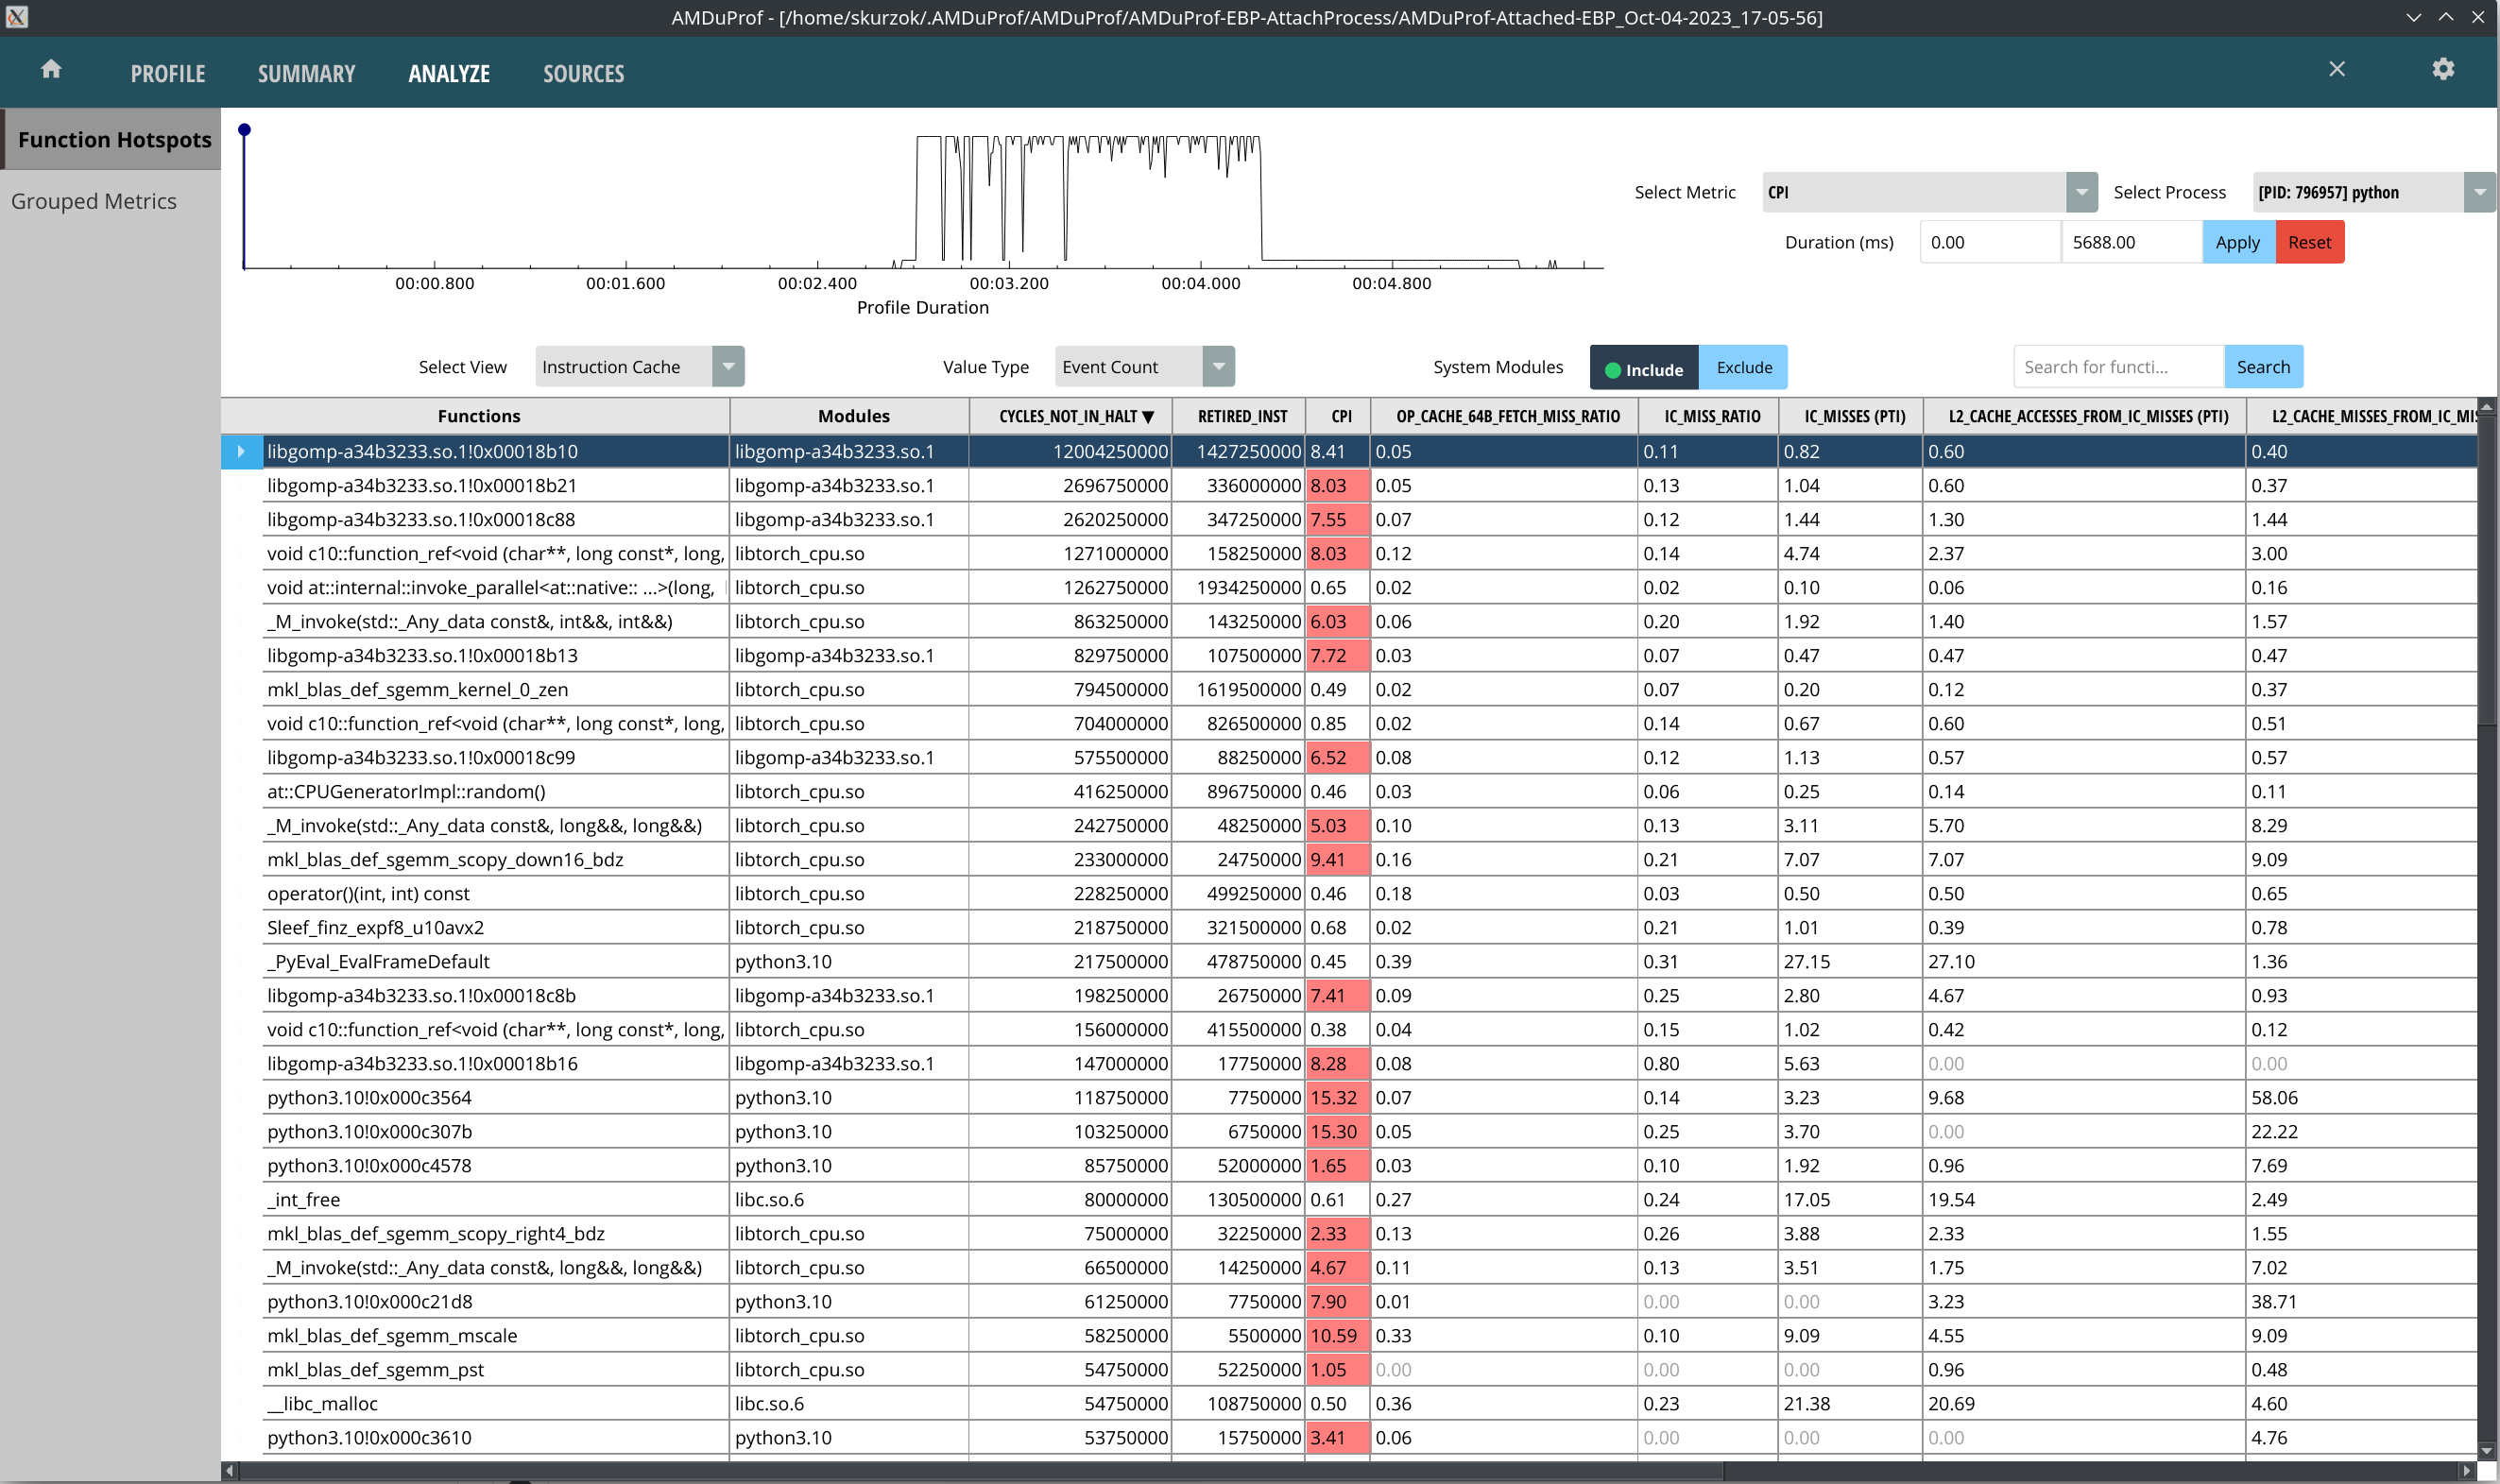 AMDuProf - [/home/skurzok/.AMDuProf/AMDuProf/AMDuProf-EBP-AttachProcess/AMDuProf-Attached-EBP_Oct-04-2023_17-05-56]
PROFILE SUMMARY ANALYZE SOURCES
Function Hotspots
Grouped Metrics
Select Metric CPI Select Process [PID: 796957] python
Duration (ms) 0.00 5688.00 Apply Reset
00:00.800 00:01.600 00:02.400 00:03.200 00:04.000 00:04.800
Profile Duration
Select View Instruction Cache Value Type Event Count System Modules Include Exclude Search for functi... Search
Functions Modules CYCLES_NOT_IN_HALT ▼ RETIRED_INST CPI OP_CACHE_64B_FETCH_MISS_RATIO IC_MISS_RATIO IC_MISSES (PTI) L2_CACHE_ACCESSES_FROM_IC_MISSES (PTI) L2_CACHE_MISSES_FROM_IC_MIS
libgomp-a34b3233.so.1!0x00018b10 libgomp-a34b3233.so.1 12004250000 1427250000 8.41 0.05 0.11 0.82 0.60 0.40
libgomp-a34b3233.so.1!0x00018b21 libgomp-a34b3233.so.1 2696750000 336000000 8.03 0.05 0.13 1.04 0.60 0.37
libgomp-a34b3233.so.1!0x00018c88 libgomp-a34b3233.so.1 2620250000 347250000 7.55 0.07 0.12 1.44 1.30 1.44
void c10::function_ref<void (char**, long const*, long, libtorch_cpu.so 1271000000 158250000 8.03 0.12 0.14 4.74 2.37 3.00
void at::internal::invoke_parallel<at::native:: ...>(long, libtorch_cpu.so 1262750000 1934250000 0.65 0.02 0.02 0.10 0.06 0.16
_M_invoke(std::_Any_data const&, int&&, int&&) libtorch_cpu.so 863250000 143250000 6.03 0.06 0.20 1.92 1.40 1.57
libgomp-a34b3233.so.1!0x00018b13 libgomp-a34b3233.so.1 829750000 107500000 7.72 0.03 0.07 0.47 0.47 0.47
mkl_blas_def_sgemm_kernel_0_zen libtorch_cpu.so 794500000 1619500000 0.49 0.02 0.07 0.20 0.12 0.37
void c10::function_ref<void (char**, long const*, long, libtorch_cpu.so 704000000 826500000 0.85 0.02 0.14 0.67 0.60 0.51
libgomp-a34b3233.so.1!0x00018c99 libgomp-a34b3233.so.1 575500000 88250000 6.52 0.08 0.12 1.13 0.57 0.57
at::CPUGeneratorImpl::random() libtorch_cpu.so 416250000 896750000 0.46 0.03 0.06 0.25 0.14 0.11
_M_invoke(std::_Any_data const&, long&&, long&&) libtorch_cpu.so 242750000 48250000 5.03 0.10 0.13 3.11 5.70 8.29
mkl_blas_def_sgemm_scopy_down16_bdz libtorch_cpu.so 233000000 24750000 9.41 0.16 0.21 7.07 7.07 9.09
operator()(int, int) const libtorch_cpu.so 228250000 499250000 0.46 0.18 0.03 0.50 0.50 0.65
Sleef_finz_expf8_u10avx2 libtorch_cpu.so 218750000 321500000 0.68 0.02 0.21 1.01 0.39 0.78
_PyEval_EvalFrameDefault python3.10 217500000 478750000 0.45 0.39 0.31 27.15 27.10 1.36
libgomp-a34b3233.so.1!0x00018c8b libgomp-a34b3233.so.1 198250000 26750000 7.41 0.09 0.25 2.80 4.67 0.93
void c10::function_ref<void (char**, long const*, long, libtorch_cpu.so 156000000 415500000 0.38 0.04 0.15 1.02 0.42 0.12
libgomp-a34b3233.so.1!0x00018b16 libgomp-a34b3233.so.1 147000000 17750000 8.28 0.08 0.80 5.63 0.00 0.00
python3.10!0x000c3564 python3.10 118750000 7750000 15.32 0.07 0.14 3.23 9.68 58.06
python3.10!0x000c307b python3.10 103250000 6750000 15.30 0.05 0.25 3.70 0.00 22.22
python3.10!0x000c4578 python3.10 85750000 52000000 1.65 0.03 0.10 1.92 0.96 7.69
_int_free libc.so.6 80000000 130500000 0.61 0.27 0.24 17.05 19.54 2.49
mkl_blas_def_sgemm_scopy_right4_bdz libtorch_cpu.so 75000000 32250000 2.33 0.13 0.26 3.88 2.33 1.55
_M_invoke(std::_Any_data const&, long&&, long&&) libtorch_cpu.so 66500000 14250000 4.67 0.11 0.13 3.51 1.75 7.02
python3.10!0x000c21d8 python3.10 61250000 7750000 7.90 0.01 0.00 0.00 3.23 38.71
mkl_blas_def_sgemm_mscale libtorch_cpu.so 58250000 5500000 10.59 0.33 0.10 9.09 4.55 9.09
mkl_blas_def_sgemm_pst libtorch_cpu.so 54750000 52250000 1.05 0.00 0.00 0.00 0.96 0.48
__libc_malloc libc.so.6 54750000 108750000 0.50 0.36 0.23 21.38 20.69 4.60
python3.10!0x000c3610 python3.10 53750000 15750000 3.41 0.06 0.00 0.00 0.00 4.76